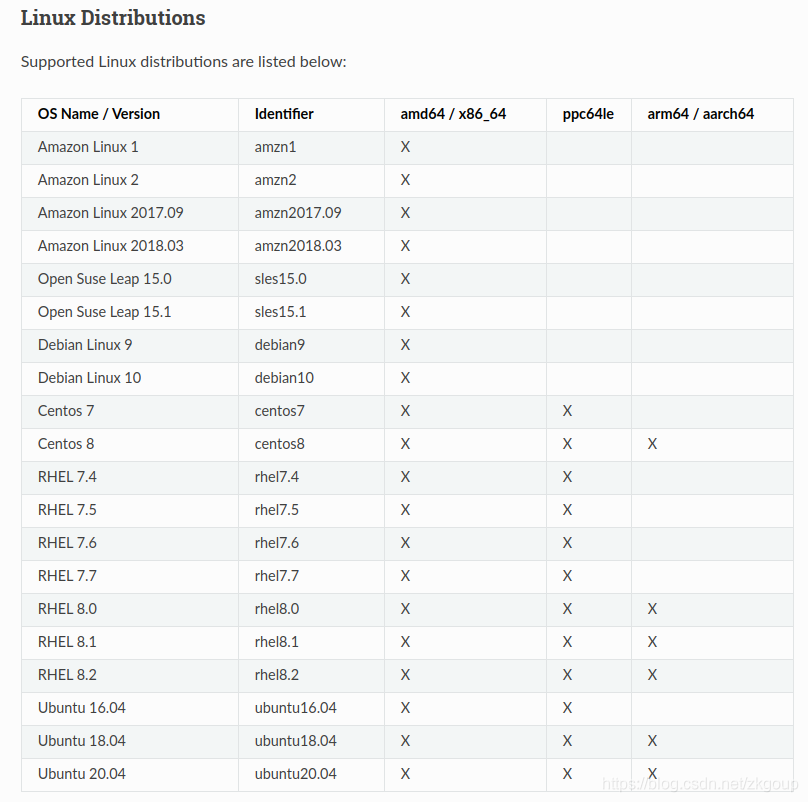 Linux Distributions
Supported Linux distributions are listed below:
OS Name / Version Identifier amd64 / x86_64 ppc64le arm64 / aarch64
Amazon Linux 1 amzn1 X
Amazon Linux 2 amzn2 X
Amazon Linux 2017.09 amzn2017.09 X
Amazon Linux 2018.03 amzn2018.03 X
Open Suse Leap 15.0 sles15.0 X
Open Suse Leap 15.1 sles15.1 X
Debian Linux 9 debian9 X
Debian Linux 10 debian10 X
Centos 7 centos7 X X
Centos 8 centos8 X X X
RHEL 7.4 rhel7.4 X X
RHEL 7.5 rhel7.5 X X
RHEL 7.6 rhel7.6 X X
RHEL 7.7 rhel7.7 X X
RHEL 8.0 rhel8.0 X X X
RHEL 8.1 rhel8.1 X X X
RHEL 8.2 rhel8.2 X X X
Ubuntu 16.04 ubuntu16.04 X X
Ubuntu 18.04 ubuntu18.04 X X X
Ubuntu 20.04 ubuntu20.04 X X X
https://blog.csdn.net/zkgoup